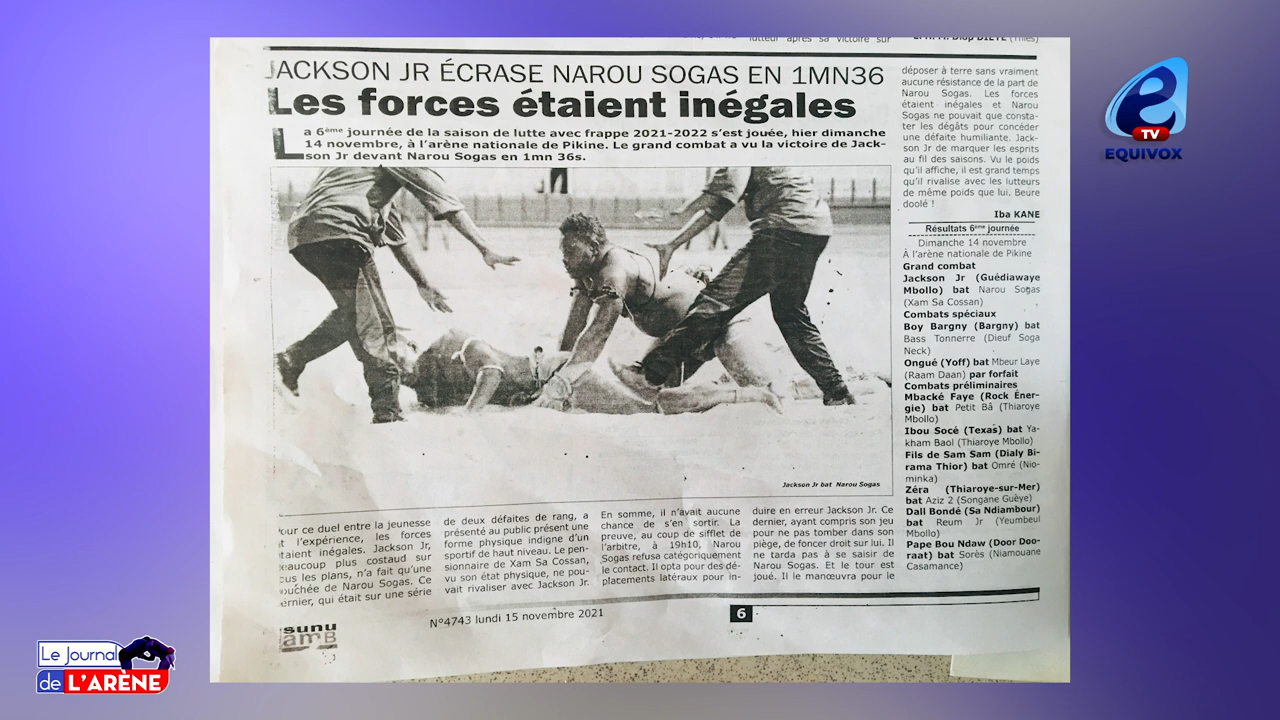 lutteur après sa victoire sur
JACKSON JR ÉCRASE NAROU SOGAS EN 1MN36
Les forces étaient inégales
La 6ème journée de la saison de lutte avec frappe 2021-2022 s'est jouée, hier dimanche
14 novembre, à l'arène nationale de Pikine. Le grand combat a vu la victoire de Jack-
son Jr devant Narou Sogas en 1mn 36s.
Jackson Jr bat Narou Sogas
Pour ce duel entre la jeunesse
et l'expérience, les forces
étaient inégales. Jackson Jr,
beaucoup plus costaud sur
tous les plans, n'a fait qu'une
bouchée de Narou Sogas. Ce
dernier, qui était sur une série
de deux défaites de rang, a
présenté au public présent une
forme physique indigne d'un
sportif de haut niveau. Le pen-
sionnaire de Xam Sa Cossan,
vu son état physique, ne pou-
vait rivaliser avec Jackson Jr.
En somme, il n'avait aucune
chance de s'en sortir. La
preuve, au coup de sifflet de
l'arbitre, à 19h10, Narou
Sogas refusa catégoriquement
le contact. Il opta pour des dé-
placements latéraux pour in-
duire en erreur Jackson Jr. Ce
dernier, ayant compris son jeu
pour ne pas tomber dans son
piège, de foncer droit sur lui. Il
ne tarda pas à se saisir de
Narou Sogas. Et le tour est
joué. Il le manœuvra pour le
déposer à terre sans vraiment
aucune résistance de la part de
Narou Sogas. Les forces
étaient inégales et Narou
Sogas ne pouvait que consta-
ter les dégâts pour concéder
une défaite humiliante. Jack-
son Jr de marquer les esprits
au fil des saisons. Vu le poids
qu'il affiche, il est grand temps
qu'il rivalise avec les lutteurs
de même poids que lui. Beure
doolé !
Iba KANE
Résultats 6ème journée
Dimanche 14 novembre
À l'arène nationale de Pikine
Grand combat
Jackson Jr (Guédiawaye
Mbollo) bat Narou Sogas
(Xam Sa Cossan)
Combats spéciaux
Boy Bargny (Bargny) bat
Bass Tonnerre (Dieuf Soga
Neck)
Ongué (Yoff) bat Mbeur Laye
(Raam Daan) par forfait
Combats préliminaires
Mbacké Faye (Rock Éner-
gie) bat Petit Bâ (Thiaroye
Mbollo)
Ibou Socé (Texas) bat Ya-
kham Baol (Thiaroye Mbollo)
Fils de Sam Sam (Dialy Bi-
rama Thior) bat Omré (Nio-
minka)
Zéra (Thiaroye-sur-Mer)
bat Aziz 2 (Songane Guèye)
Dall Bondé (Sa Ndiambour)
bat Reum Jr (Yeumbeul
Mbollo)
Pape Bou Ndaw (Door Doo-
raat) bat Sorès (Niamouane
Casamance)
sunu
lamb
N°4743 lundi 15 novembre 2021
6
e
TV
EQUIVOX
Le Journal
de L'ARÈNE